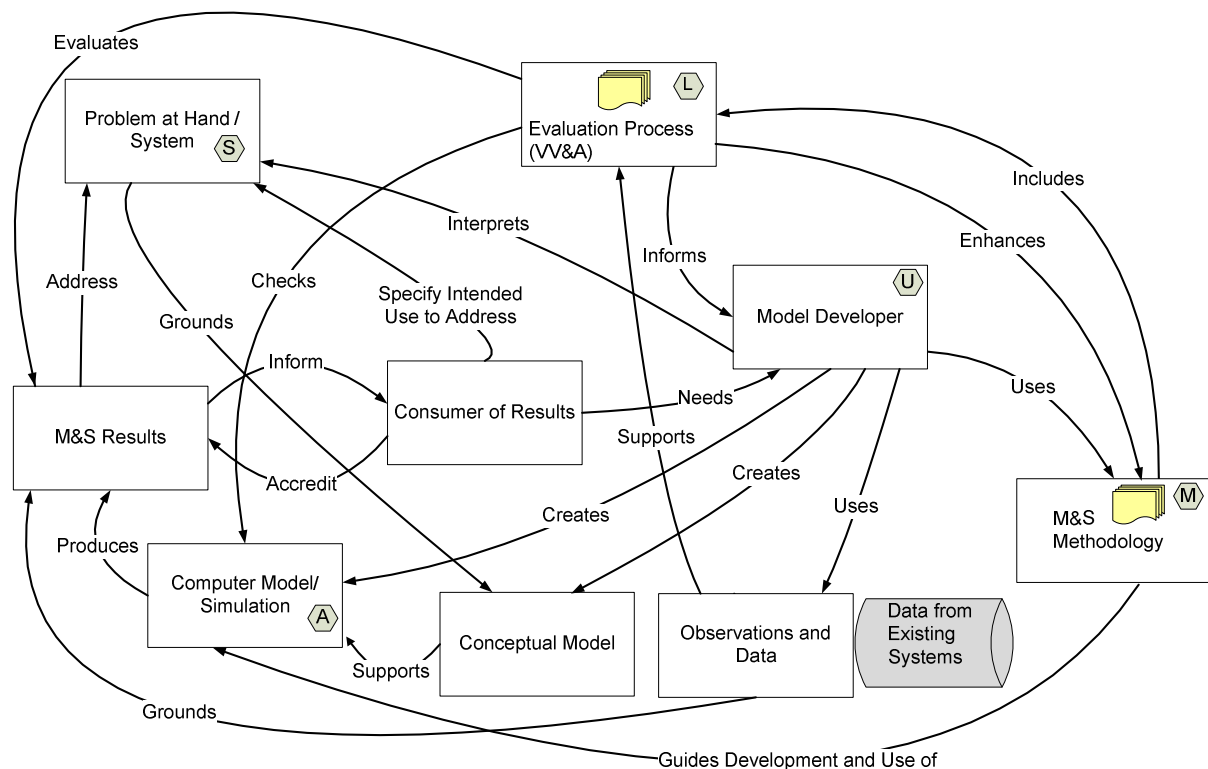 Evaluates
L
Evaluation Process
(VV&A)
Problem at Hand /
System
S
Includes
Interprets
Enhances
Informs
Address
Checks
Specify Intended
Use to Address
U
Model Developer
Grounds
Inform
Uses
Needs
Consumer of Results
M&S Results
Supports
Accredit
Creates
M
M&S
Methodology
Creates
Uses
Produces
Computer Model/
Simulation
A
Data from
Existing
Systems
Observations and
Data
Conceptual Model
Supports
Grounds
Guides Development and Use of